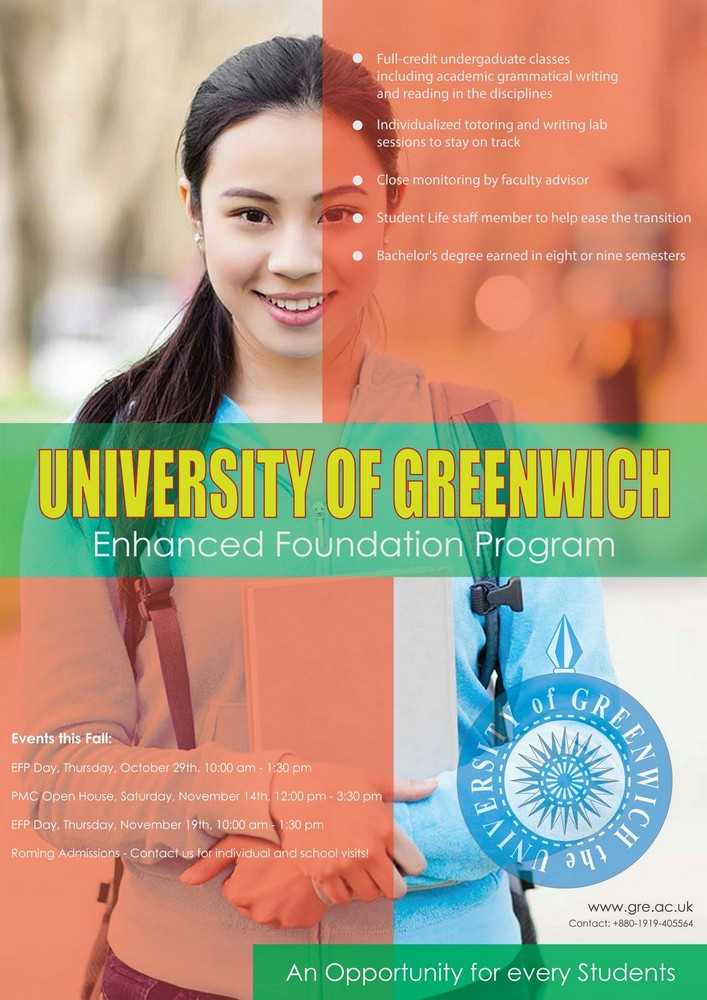 Full-credit undergaduate classes
including academic grammatical writing
and reading in the disciplines
Individualized totoring and writing lab
sessions to stay on track
Close monitoring by faculty advisor
Student Life staff member to help ease the transition
Bachelor's degree earned in eight or nine semesters
UNIVERSITY OF GREENWICH
Enhanced Foundation Program
Events this Fall:
EFP Day, Thursday, October 29th, 10:00 am - 1:30 pm
PMC Open House, Saturday, November 14th, 12:00 pm - 3:30 pm
EFP Day, Thursday, November 19th, 10:00 am - 1:30 pm
Roming Admissions - Contact us for individual and school visits!
the UNIVERSITY of GREENWICH
www.gre.ac.uk
Contact: +880-1919-405564
An Opportunity for every Students